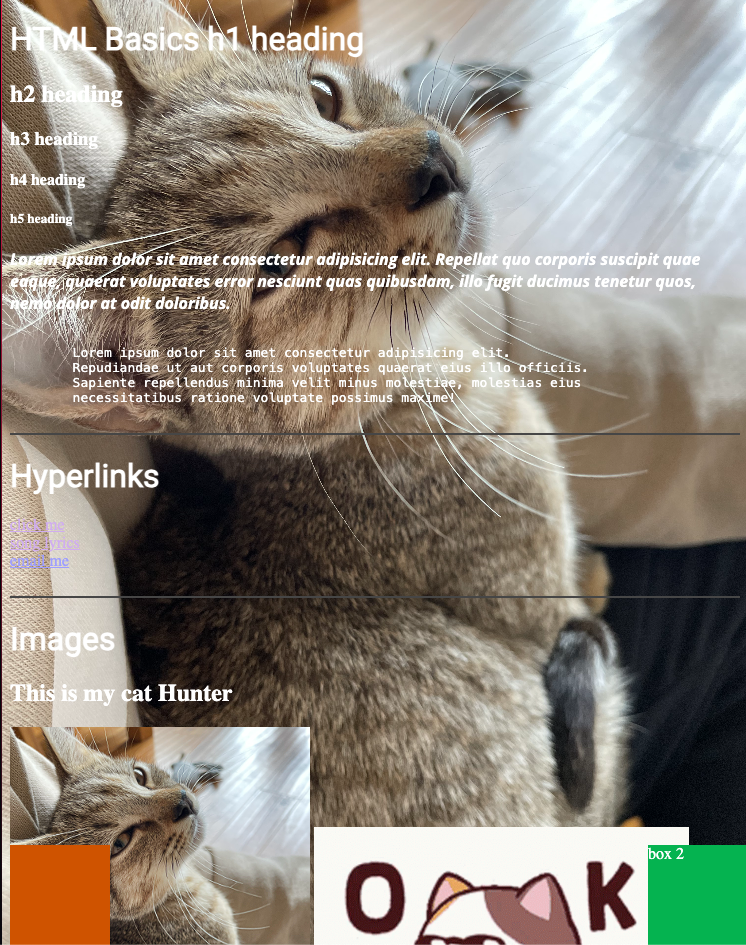 HTML Basics h1 heading
h2 heading
h3 heading
h4 heading
h5 heading
Lorem ipsum dolor sit amet consectetur adipisicing elit. Repellat quo corporis suscipit quae
eaque, quaerat voluptates error nesciunt quas quibusdam, illo fugit ducimus tenetur quos,
nemo dolor at odit doloribus.
Lorem ipsum dolor sit amet consectetur adipisicing elit.
Repudiandae ut aut corporis voluptates quaerat eius illo officiis.
Sapiente repellendus minima velit minus molestiae, molestias eius
necessitatibus ratione voluptate possimus maxime!
Hyperlinks
click me
song lyrics
email me
Images
This is my cat Hunter
box 2
O K